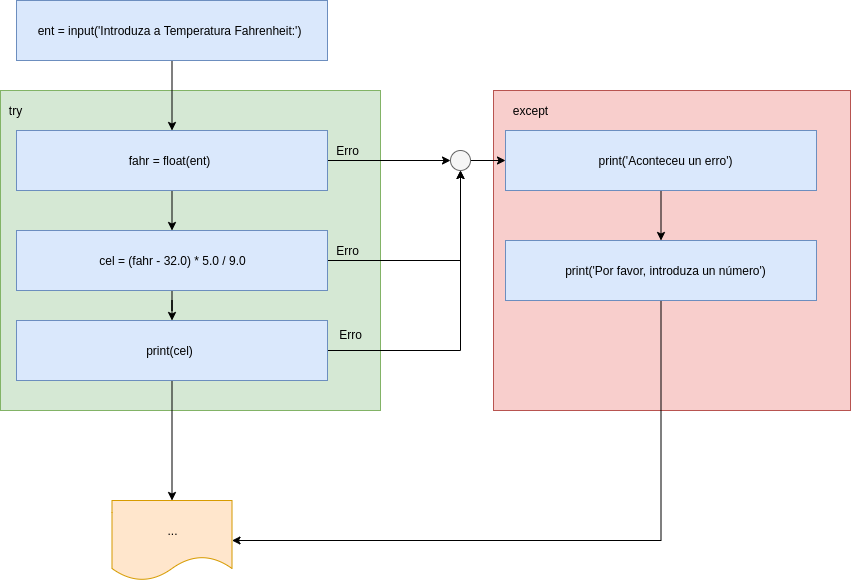 ent = input('Introduza a Temperatura Fahrenheit:')
try
except
fahr = float(ent)
Erro
print('Aconteceu un erro')
cel = (fahr - 32.0) * 5.0 / 9.0
Erro
print('Por favor, introduza un número')
print(cel)
Erro
...